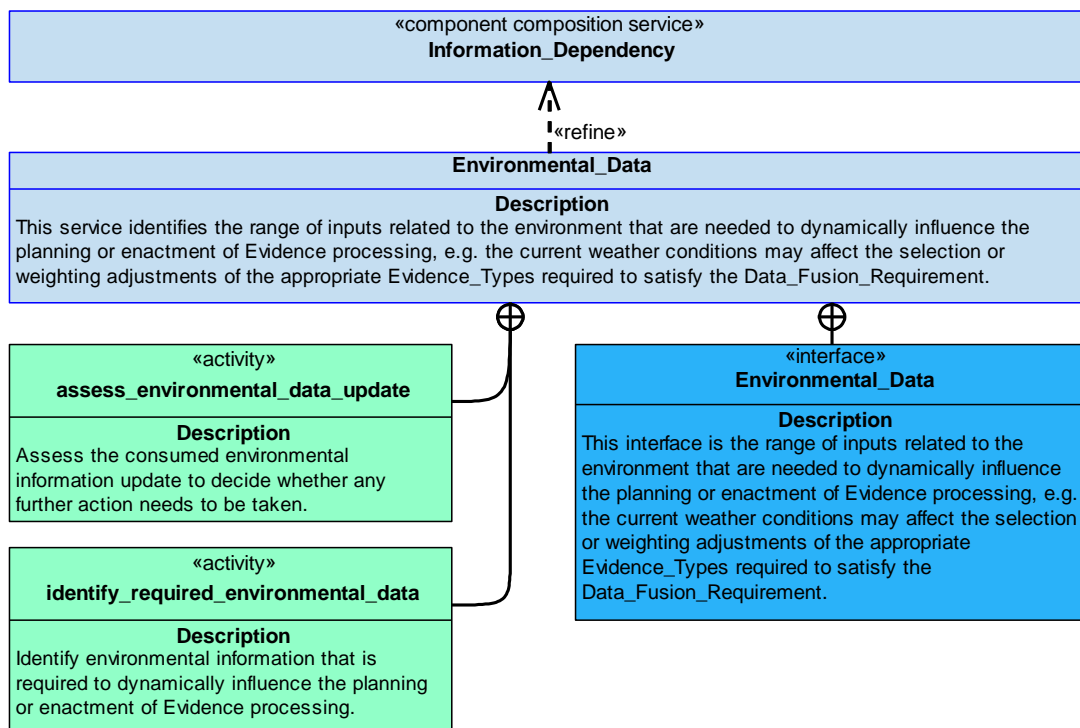 «component composition service»
Information_Dependency
«refine»
Environmental_Data
Description
This service identifies the range of inputs related to the environment that are needed to dynamically influence the
planning or enactment of Evidence processing, e.g. the current weather conditions may affect the selection or
weighting adjustments of the appropriate Evidence_Types required to satisfy the Data_Fusion_Requirement.
«activity»
assess_environmental_data_update
Description
Assess the consumed environmental
information update to decide whether any
further action needs to be taken.
«interface»
Environmental_Data
Description
This interface is the range of inputs related to the
environment that are needed to dynamically influence
the planning or enactment of Evidence processing, e.g.
the current weather conditions may affect the selection
or weighting adjustments of the appropriate
Evidence_Types required to satisfy the
Data_Fusion_Requirement.
«activity»
identify_required_environmental_data
Description
Identify environmental information that is
required to dynamically influence the planning
or enactment of Evidence processing.